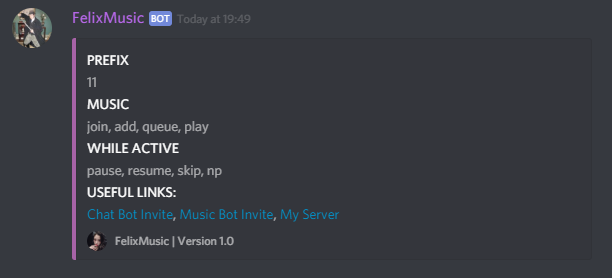 FelixMusic BOT Today at 19:49
PREFIX
11
MUSIC
join, add, queue, play
WHILE ACTIVE
pause, resume, skip, np
USEFUL LINKS:
Chat Bot Invite, Music Bot Invite, My Server
FelixMusic | Version 1.0